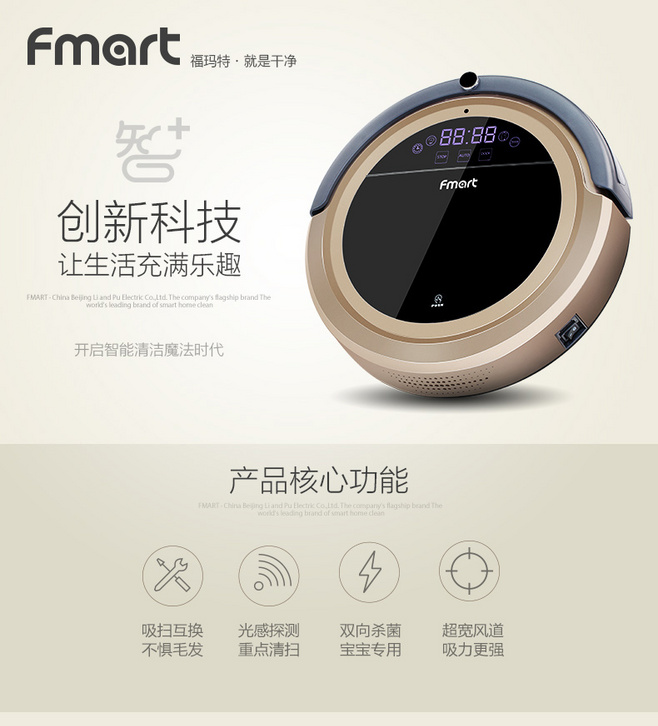 Fmart 福玛特·就是干净
智+
88:88
STOP AUTO
Fmart
创新科技
让生活充满乐趣
FMART - China Beijing Li and Pu Electric Co.,Ltd. The company's flagship brand The
world's leading brand of smart home clean
开启智能清洁魔法时代
产品核心功能
FMART - China Beijing Li and Pu Electric Co.,Ltd. The company's flagship brand The
world's leading brand of smart home clean
吸扫互换 光感探测 双向杀菌 超宽风道
不惧毛发 重点清扫 宝宝专用 吸力更强